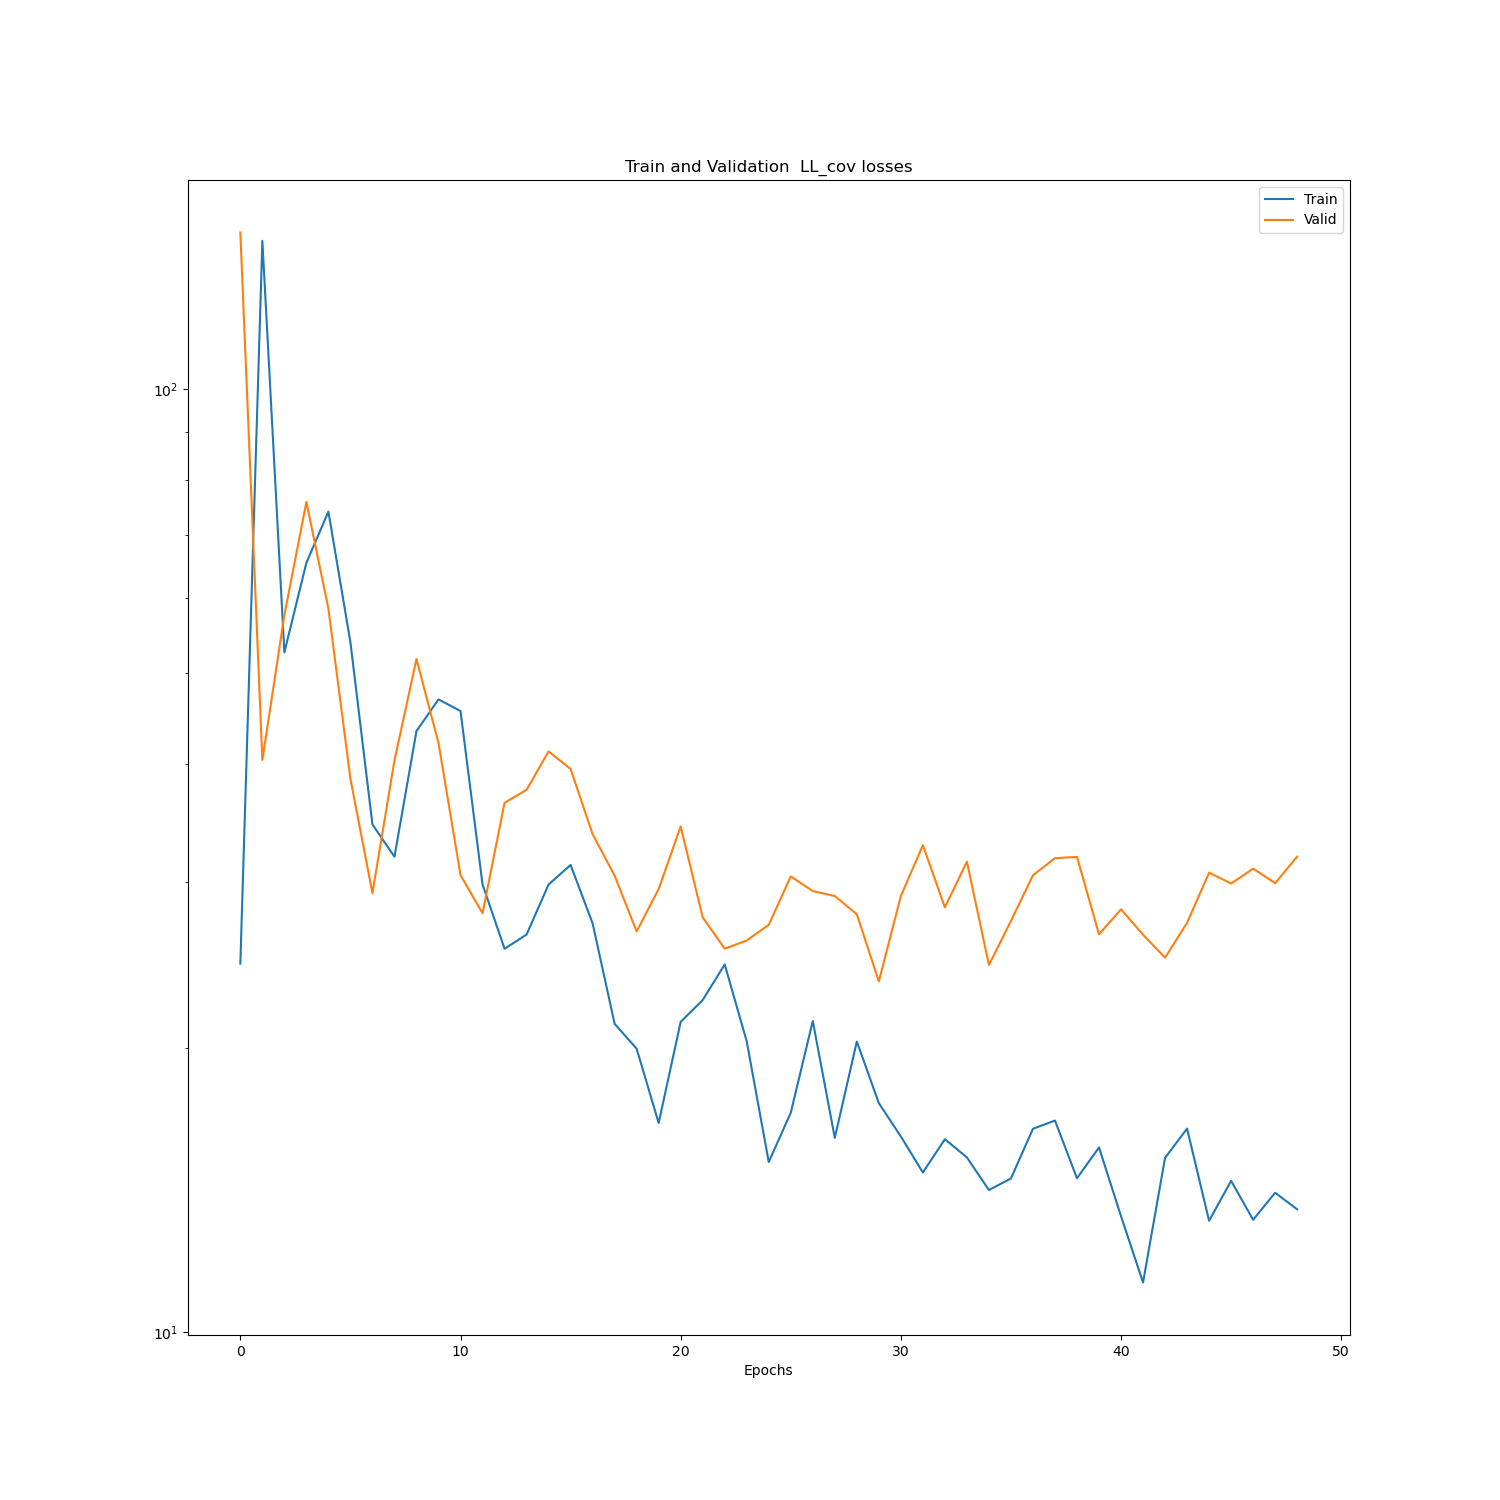 Train and Validation  LL_cov losses
Train
Valid
10²
10¹
0 10 20 30 40 50
Epochs